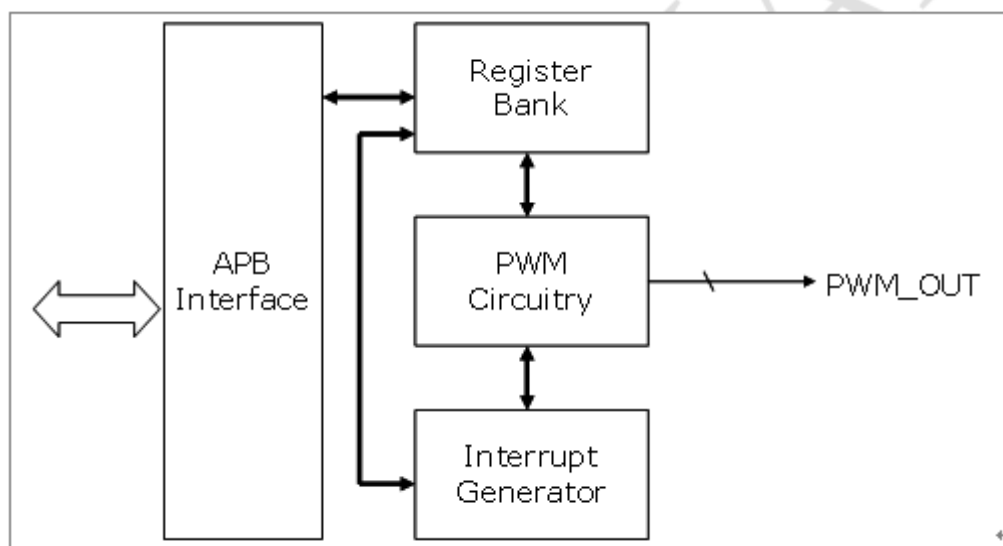 Register
Bank
APB
Interface
PWM
Circuitry
PWM_OUT
Interrupt
Generator